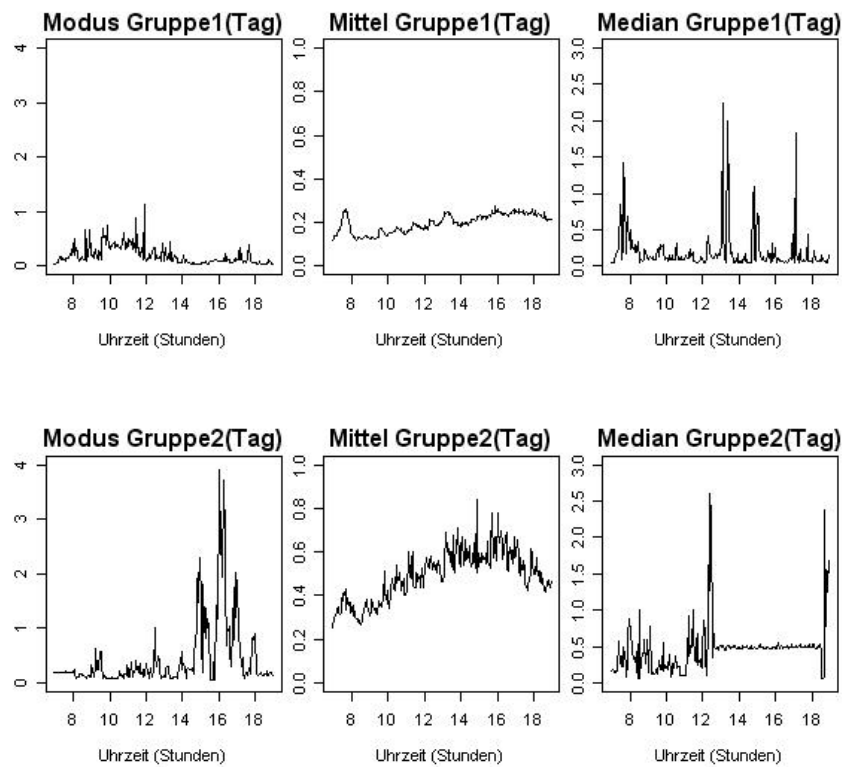 Modus Gruppe1(Tag)
4
3
2
1
0
8 10 12 14 16 18
Uhrzeit (Stunden)
Mittel Gruppe1(Tag)
1.0
0.8
0.6
0.4
0.2
0.0
8 10 12 14 16 18
Uhrzeit (Stunden)
Median Gruppe1(Tag)
3.0
2.5
2.0
1.5
1.0
0.5
0.0
8 10 12 14 16 18
Uhrzeit (Stunden)
Modus Gruppe2(Tag)
4
3
2
1
0
8 10 12 14 16 18
Uhrzeit (Stunden)
Mittel Gruppe2(Tag)
1.0
0.8
0.6
0.4
0.2
0.0
8 10 12 14 16 18
Uhrzeit (Stunden)
Median Gruppe2(Tag)
3.0
2.5
2.0
1.5
1.0
0.5
0.0
8 10 12 14 16 18
Uhrzeit (Stunden)